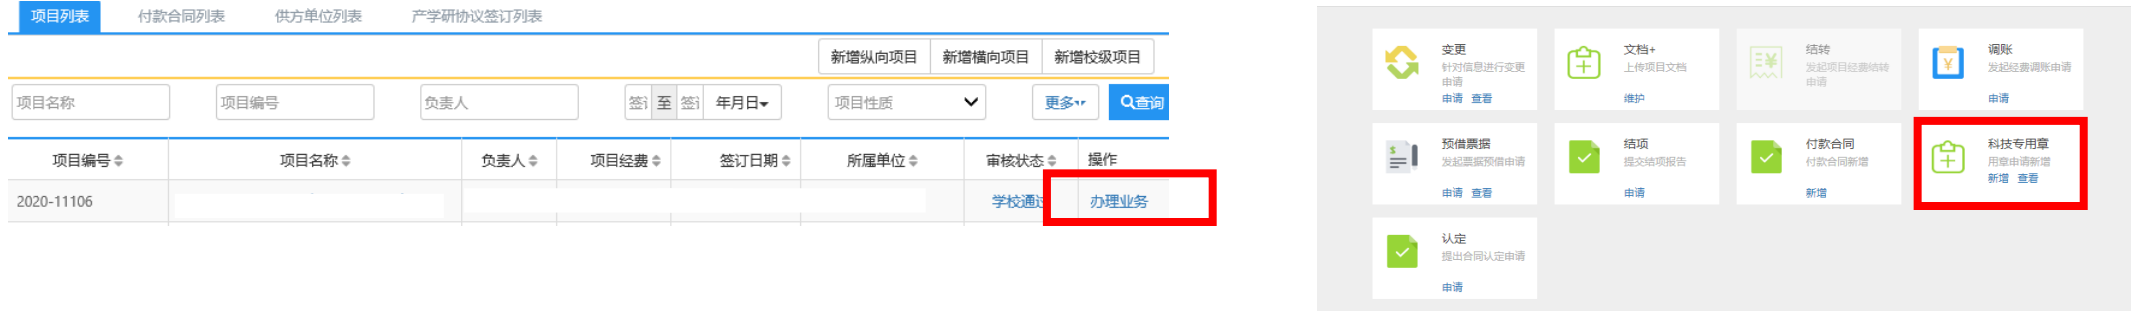 项目列表 付款合同列表 供方单位列表 产学研协议签订列表
新增纵向项目 新增横向项目 新增校级项目
项目名称 项目编号 负责人 签订 至 签订 年月日 项目性质 更多 查询
项目编号 项目名称 负责人 项目经费 签订日期 所属单位 审核状态 操作
2020-11106 学校通过 办理业务
变更
针对信息进行变更
申请
申请 查看
文档+
上传项目文档
维护
结转
发起项目经费结转
申请
调账
发起经费调账申请
申请
预借票据
发起票据预借申请
申请 查看
结项
提交结项报告
申请
付款合同
付款合同新增
新增
科技专用章
用章申请新增
新增 查看
认定
提出合同认定申请
申请